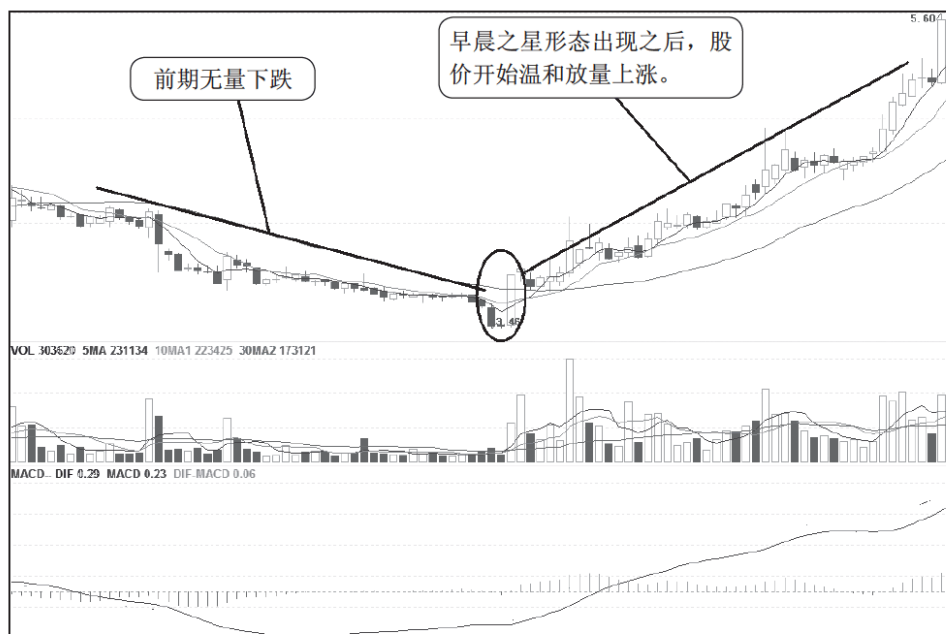 5.60
早晨之星形态出现之后，股
价开始温和放量上涨。
前期无量下跌
3.46
VOL 303620 5MA 231134 10MA1 223425 30MA2 173121
MACD– DIF 0.29 MACD 0.23 DIF-MACD 0.06